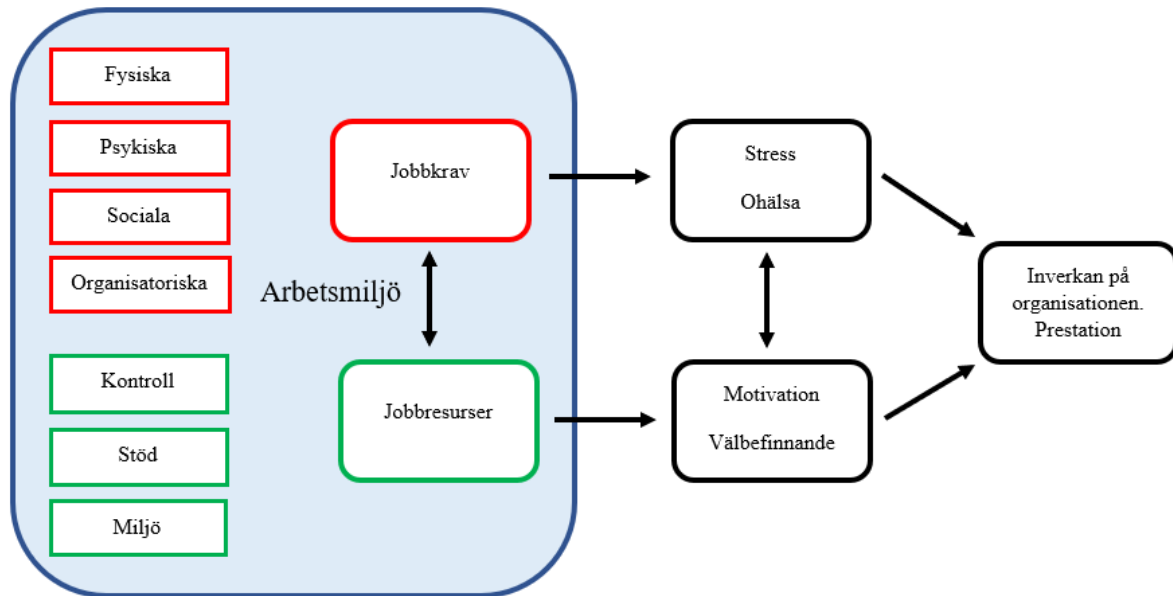 Fysiska
Psykiska
Sociala
Organisatoriska
Kontroll
Stöd
Miljö
Arbetsmiljö
Jobbkrav
Jobbresurser
Stress
Ohälsa
Motivation
Välbefinnande
Inverkan på
organisationen.
Prestation